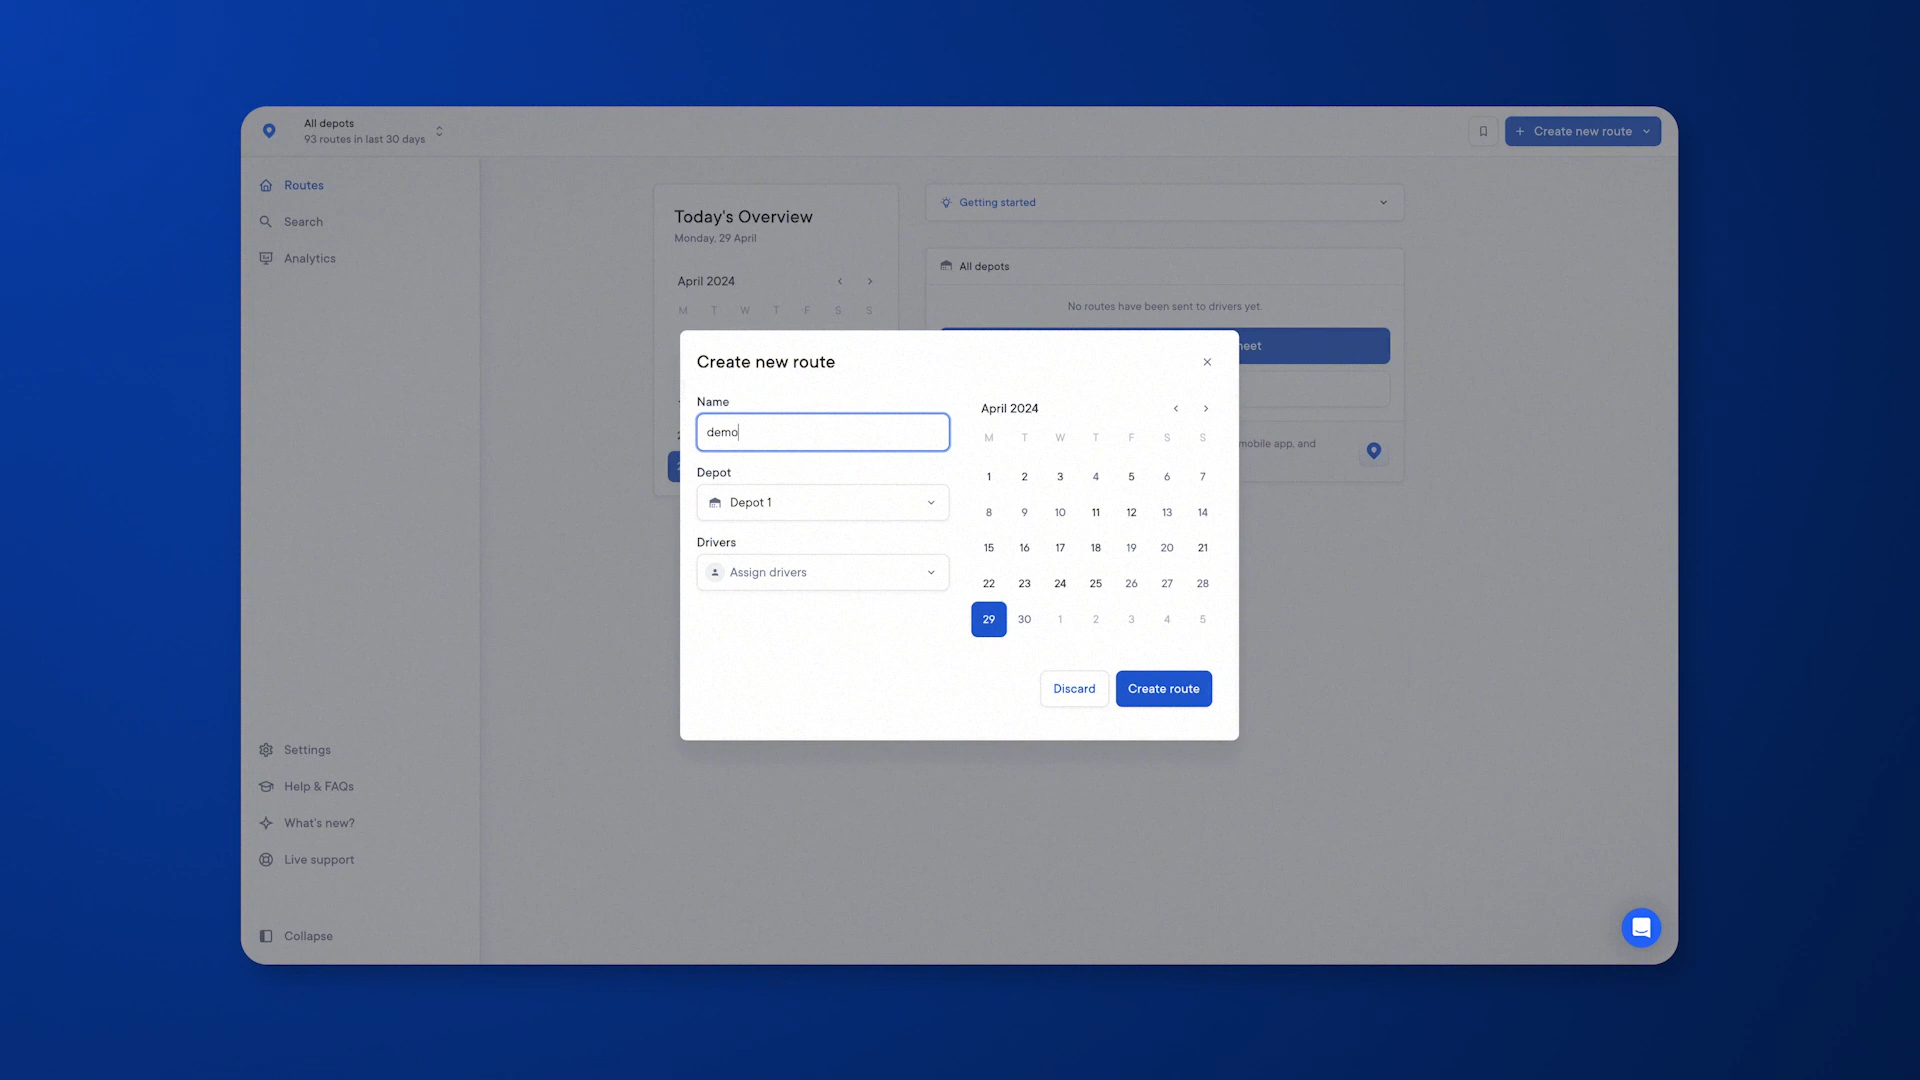 All depots
93 routes in last 30 days
Create new route
Routes
Search
Analytics
Settings
Help & FAQs
What's new?
Live support
Collapse
Today's Overview
Monday, 29 April
April 2024
M T W T F S S
Getting started
All depots
No routes have been sent to drivers yet.
mobile app, and
Create new route
Name
demo
Depot
Depot 1
Drivers
Assign drivers
April 2024
M T W T F S S
1 2 3 4 5 6 7
8 9 10 11 12 13 14
15 16 17 18 19 20 21
22 23 24 25 26 27 28
29 30 1 2 3 4 5
Discard
Create route